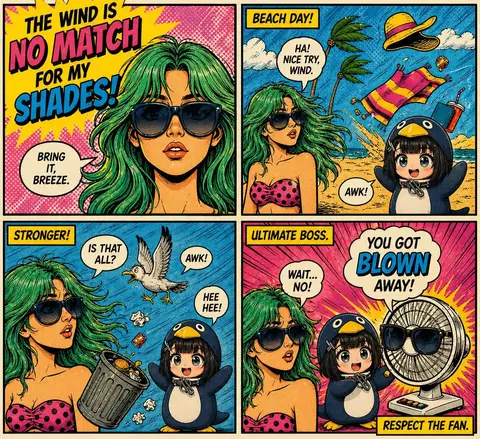 THE WIND IS
NO MATCH
FOR MY
SHADES!
BRING
IT,
BREEZE.
BEACH DAY!
HA!
NICE TRY,
WIND.
AWK!
STRONGER!
IS THAT
ALL?
AWK!
HEE
HEE!
ULTIMATE BOSS.
YOU GOT
BLOWN
AWAY!
WAIT...
NO!
RESPECT THE FAN.